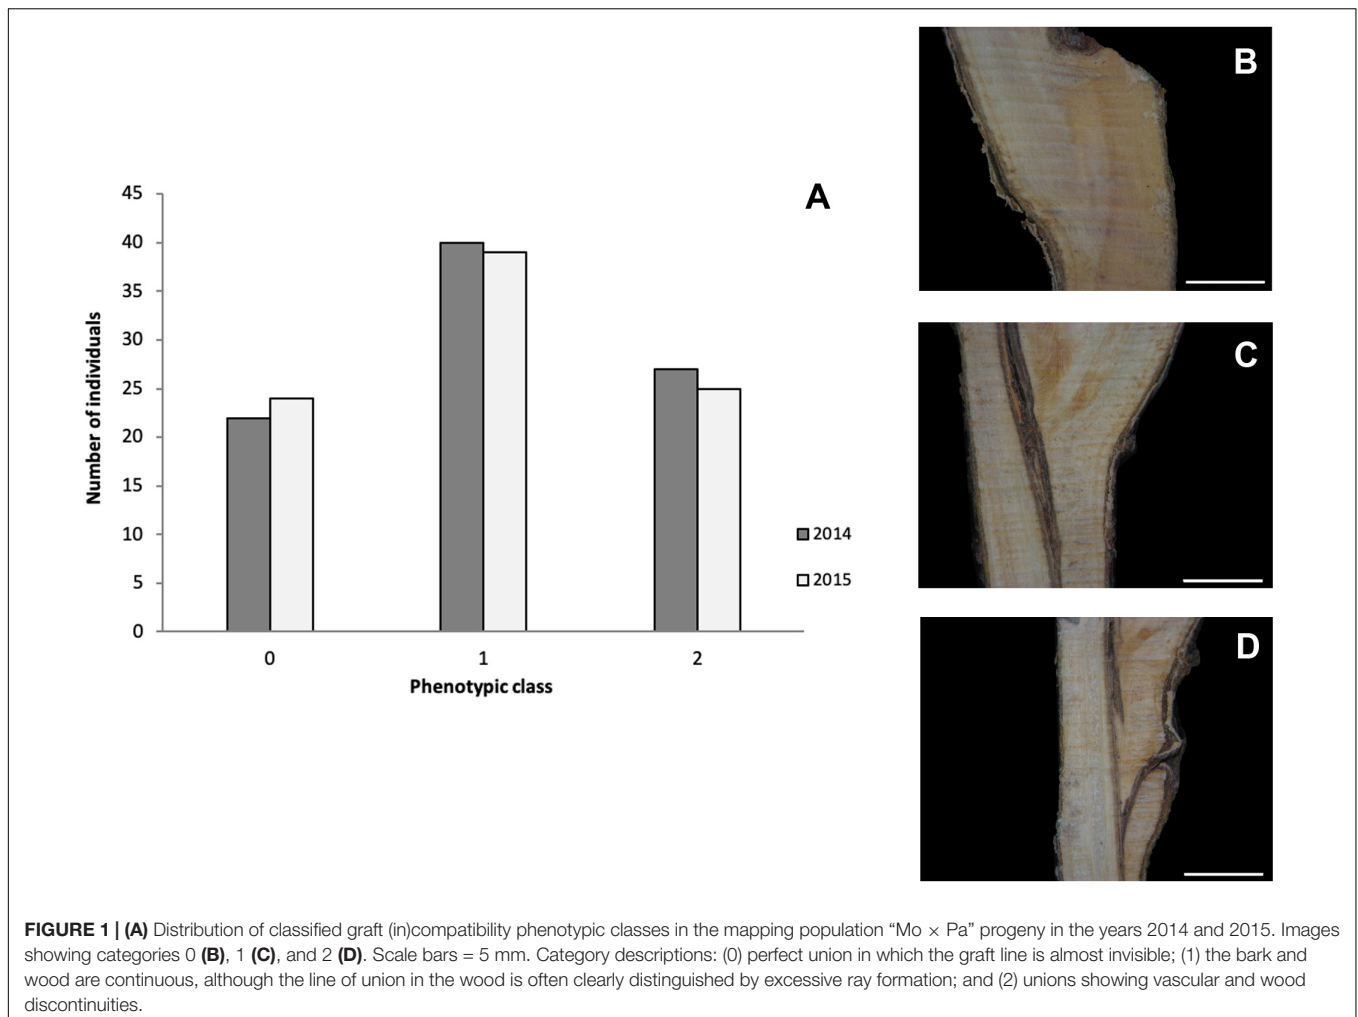 B
A
45
40
35
30
25
20
15
10
5
0
Number of individuals
2014
2015
0 1 2
Phenotypic class
C
D
FIGURE 1 | (A) Distribution of classified graft (in)compatibility phenotypic classes in the mapping population “Mo × Pa” progeny in the years 2014 and 2015. Images
showing categories 0 (B), 1 (C), and 2 (D). Scale bars = 5 mm. Category descriptions: (0) perfect union in which the graft line is almost invisible; (1) the bark and
wood are continuous, although the line of union in the wood is often clearly distinguished by excessive ray formation; and (2) unions showing vascular and wood
discontinuities.